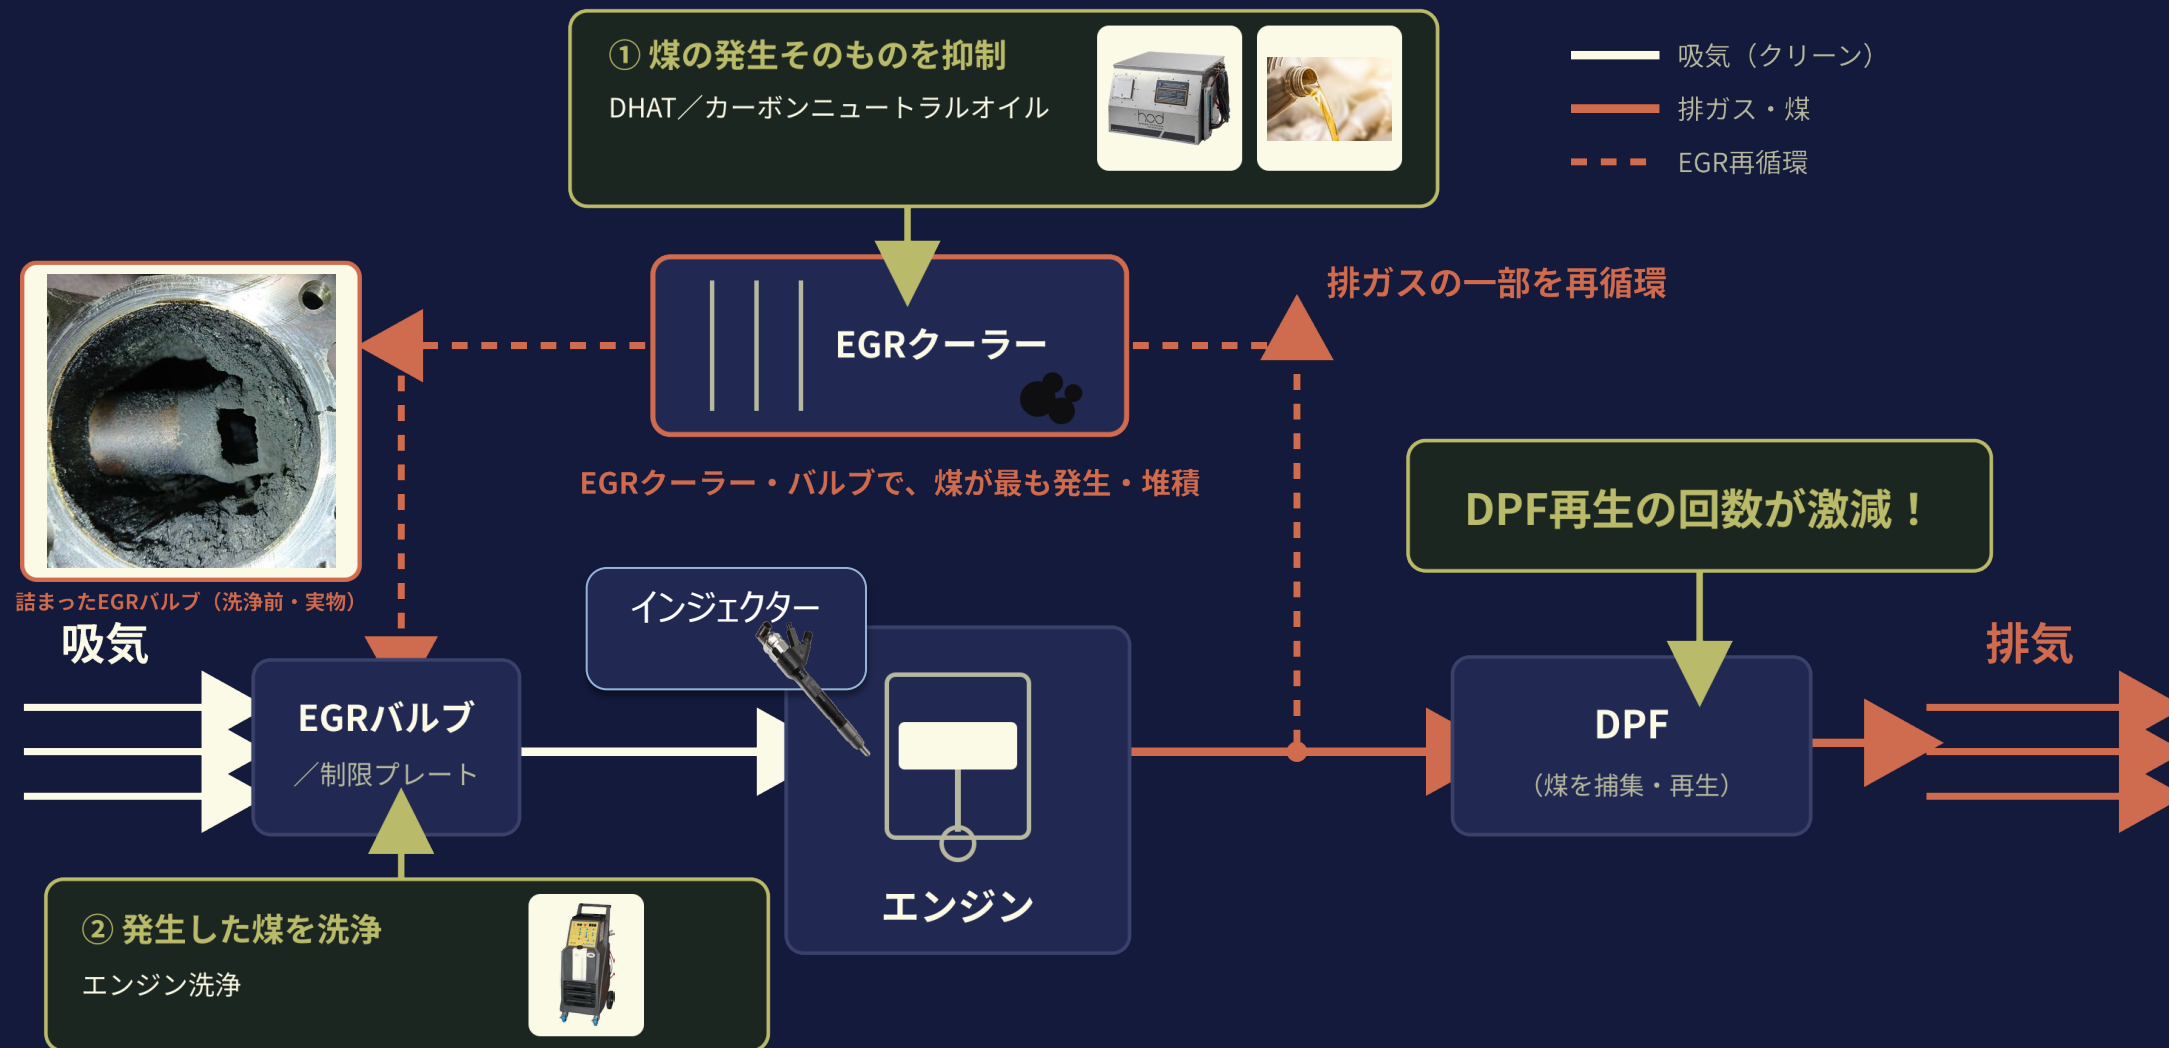 ① 煤の発生そのものを抑制
DHAT／カーボンニュートラルオイル
hod
吸気（クリーン）
排ガス・煤
EGR再循環
排ガスの一部を再循環
EGRクーラー
EGRクーラー・バルブで、煤が最も発生・堆積
DPF再生の回数が激減！
詰まったEGRバルブ（洗浄前・実物）
吸気
インジェクター
排気
EGRバルブ
／制限プレート
DPF
（煤を捕集・再生）
エンジン
② 発生した煤を洗浄
エンジン洗浄